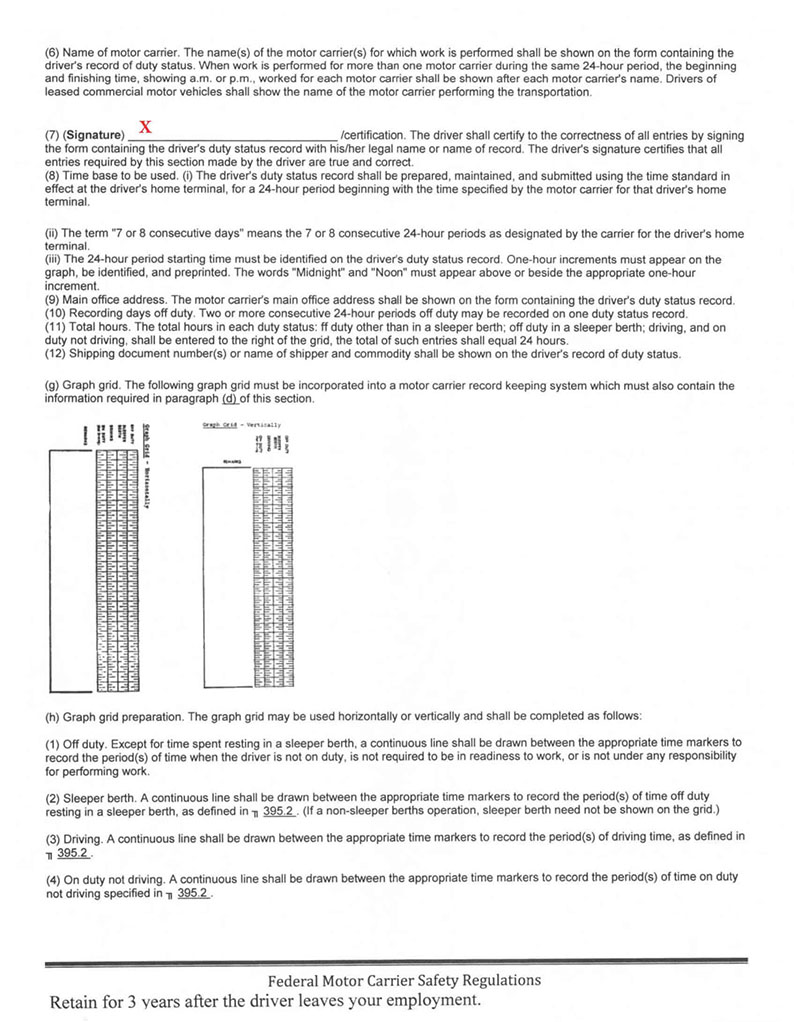 (6) Name of motor carrier. The name(s) of the motor carrier(s) for which work is performed shall be shown on the form containing the
driver's record of duty status. When work is performed for more than one motor carrier during the same 24-hour period, the beginning
and finishing time, showing a.m. or p.m., worked for each motor carrier shall be shown after each motor carrier's name. Drivers of
leased commercial motor vehicles shall show the name of the motor carrier performing the transportation.
(7) (Signature) X /certification. The driver shall certify to the correctness of all entries by signing
the form containing the driver's duty status record with his/her legal name or name of record. The driver's signature certifies that all
entries required by this section made by the driver are true and correct.
(8) Time base to be used. (i) The driver's duty status record shall be prepared, maintained, and submitted using the time standard in
effect at the driver's home terminal, for a 24-hour period beginning with the time specified by the motor carrier for that driver's home
terminal.
(ii) The term "7 or 8 consecutive days" means the 7 or 8 consecutive 24-hour periods as designated by the carrier for the driver's home
terminal.
(iii) The 24-hour period starting time must be identified on the driver's duty status record. One-hour increments must appear on the
graph, be identified, and preprinted. The words "Midnight" and "Noon" must appear above or beside the appropriate one-hour
increment.
(9) Main office address. The motor carrier's main office address shall be shown on the form containing the driver's duty status record.
(10) Recording days off duty. Two or more consecutive 24-hour periods off duty may be recorded on one duty status record.
(11) Total hours. The total hours in each duty status: ff duty other than in a sleeper berth; off duty in a sleeper berth; driving, and on
duty not driving, shall be entered to the right of the grid, the total of such entries shall equal 24 hours.
(12) Shipping document number(s) or name of shipper and commodity shall be shown on the driver's record of duty status.
(g) Graph grid. The following graph grid must be incorporated into a motor carrier record keeping system which must also contain the
information required in paragraph (d) of this section.
Graph Grid - Horizontally
Graph Grid - Vertically
REMARKS
(h) Graph grid preparation. The graph grid may be used horizontally or vertically and shall be completed as follows:
(1) Off duty. Except for time spent resting in a sleeper berth, a continuous line shall be drawn between the appropriate time markers to
record the period(s) of time when the driver is not on duty, is not required to be in readiness to work, or is not under any responsibility
for performing work.
(2) Sleeper berth. A continuous line shall be drawn between the appropriate time markers to record the period(s) of time off duty
resting in a sleeper berth, as defined in ╖ 395.2 . (If a non-sleeper berths operation, sleeper berth need not be shown on the grid.)
(3) Driving. A continuous line shall be drawn between the appropriate time markers to record the period(s) of driving time, as defined in
╖ 395.2 .
(4) On duty not driving. A continuous line shall be drawn between the appropriate time markers to record the period(s) of time on duty
not driving specified in ╖ 395.2 .
Federal Motor Carrier Safety Regulations
Retain for 3 years after the driver leaves your employment.